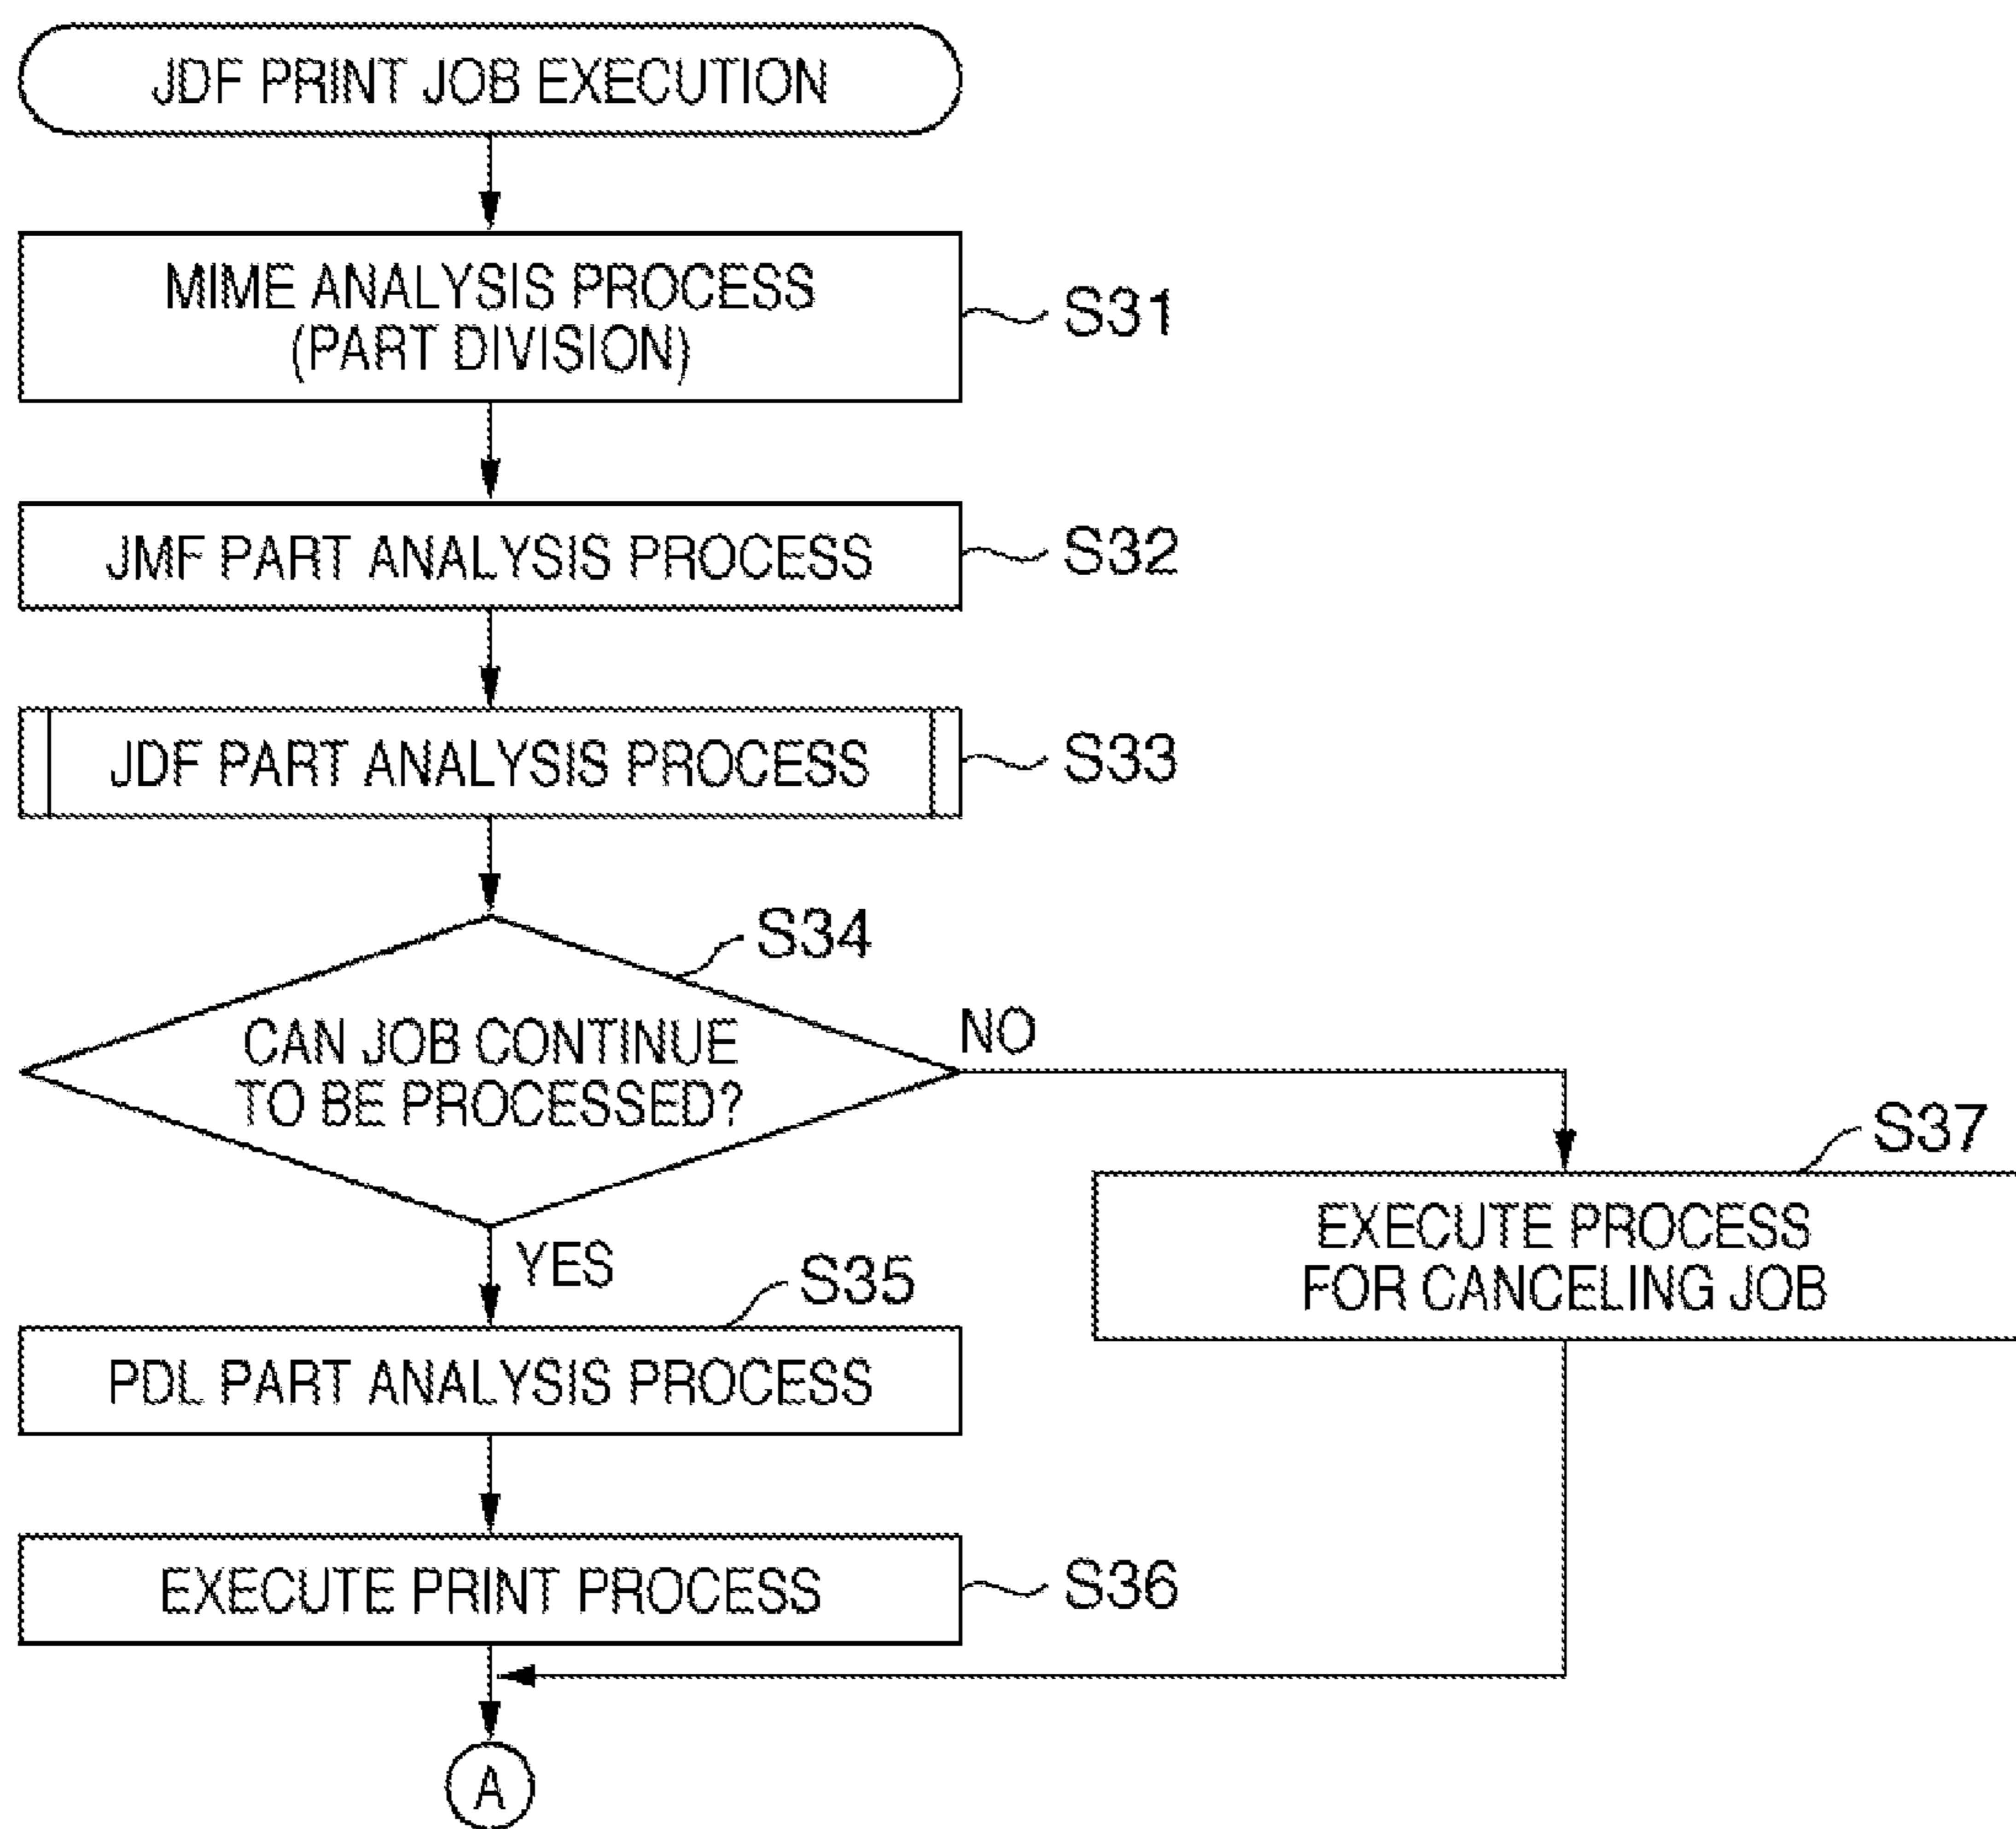 JDF PRINT JOB EXECUTION
MIME ANALYSIS PROCESS
(PART DIVISION)
S31
JMF PART ANALYSIS PROCESS
S32
JDF PART ANALYSIS PROCESS
S33
S34
CAN JOB CONTINUE
TO BE PROCESSED?
NO
S37
EXECUTE PROCESS
FOR CANCELING JOB
YES
S35
PDL PART ANALYSIS PROCESS
EXECUTE PRINT PROCESS
S36
A